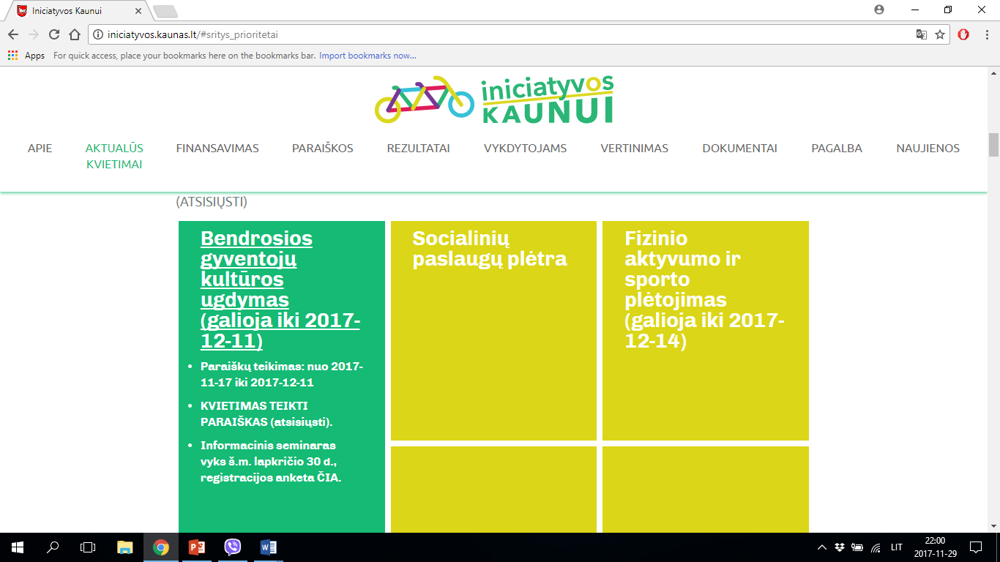 Iniciatyvos Kaunui
iniciatyvos.kaunas.lt/#sritys_prioritetai
Apps For quick access, place your bookmarks here on the bookmarks bar. Import bookmarks now...
iniciatyvos
KAUNUI
APIE
AKTUALŪS
KVIETIMAI
FINANSAVIMAS
PARAIŠKOS
REZULTATAI
VYKDYTOJAMS
VERTINIMAS
DOKUMENTAI
PAGALBA
NAUJIENOS
(ATSISIŲSTI)
Bendrosios
gyventojų
kultūros
ugdymas
(galioja iki 2017-
12-11)
• Paraiškų teikimas: nuo 2017-
11-17 iki 2017-12-11
• KVIETIMAS TEIKTI
PARAIŠKAS (atsisiųsti).
• Informacinis seminaras
vyks š.m. lapkričio 30 d.,
registracijos anketa ČIA.
Socialinių
paslaugų plėtra
Fizinio
aktyvumo ir
sporto
plėtojimas
(galioja iki 2017-
12-14)
LIT
22:00
2017-11-29